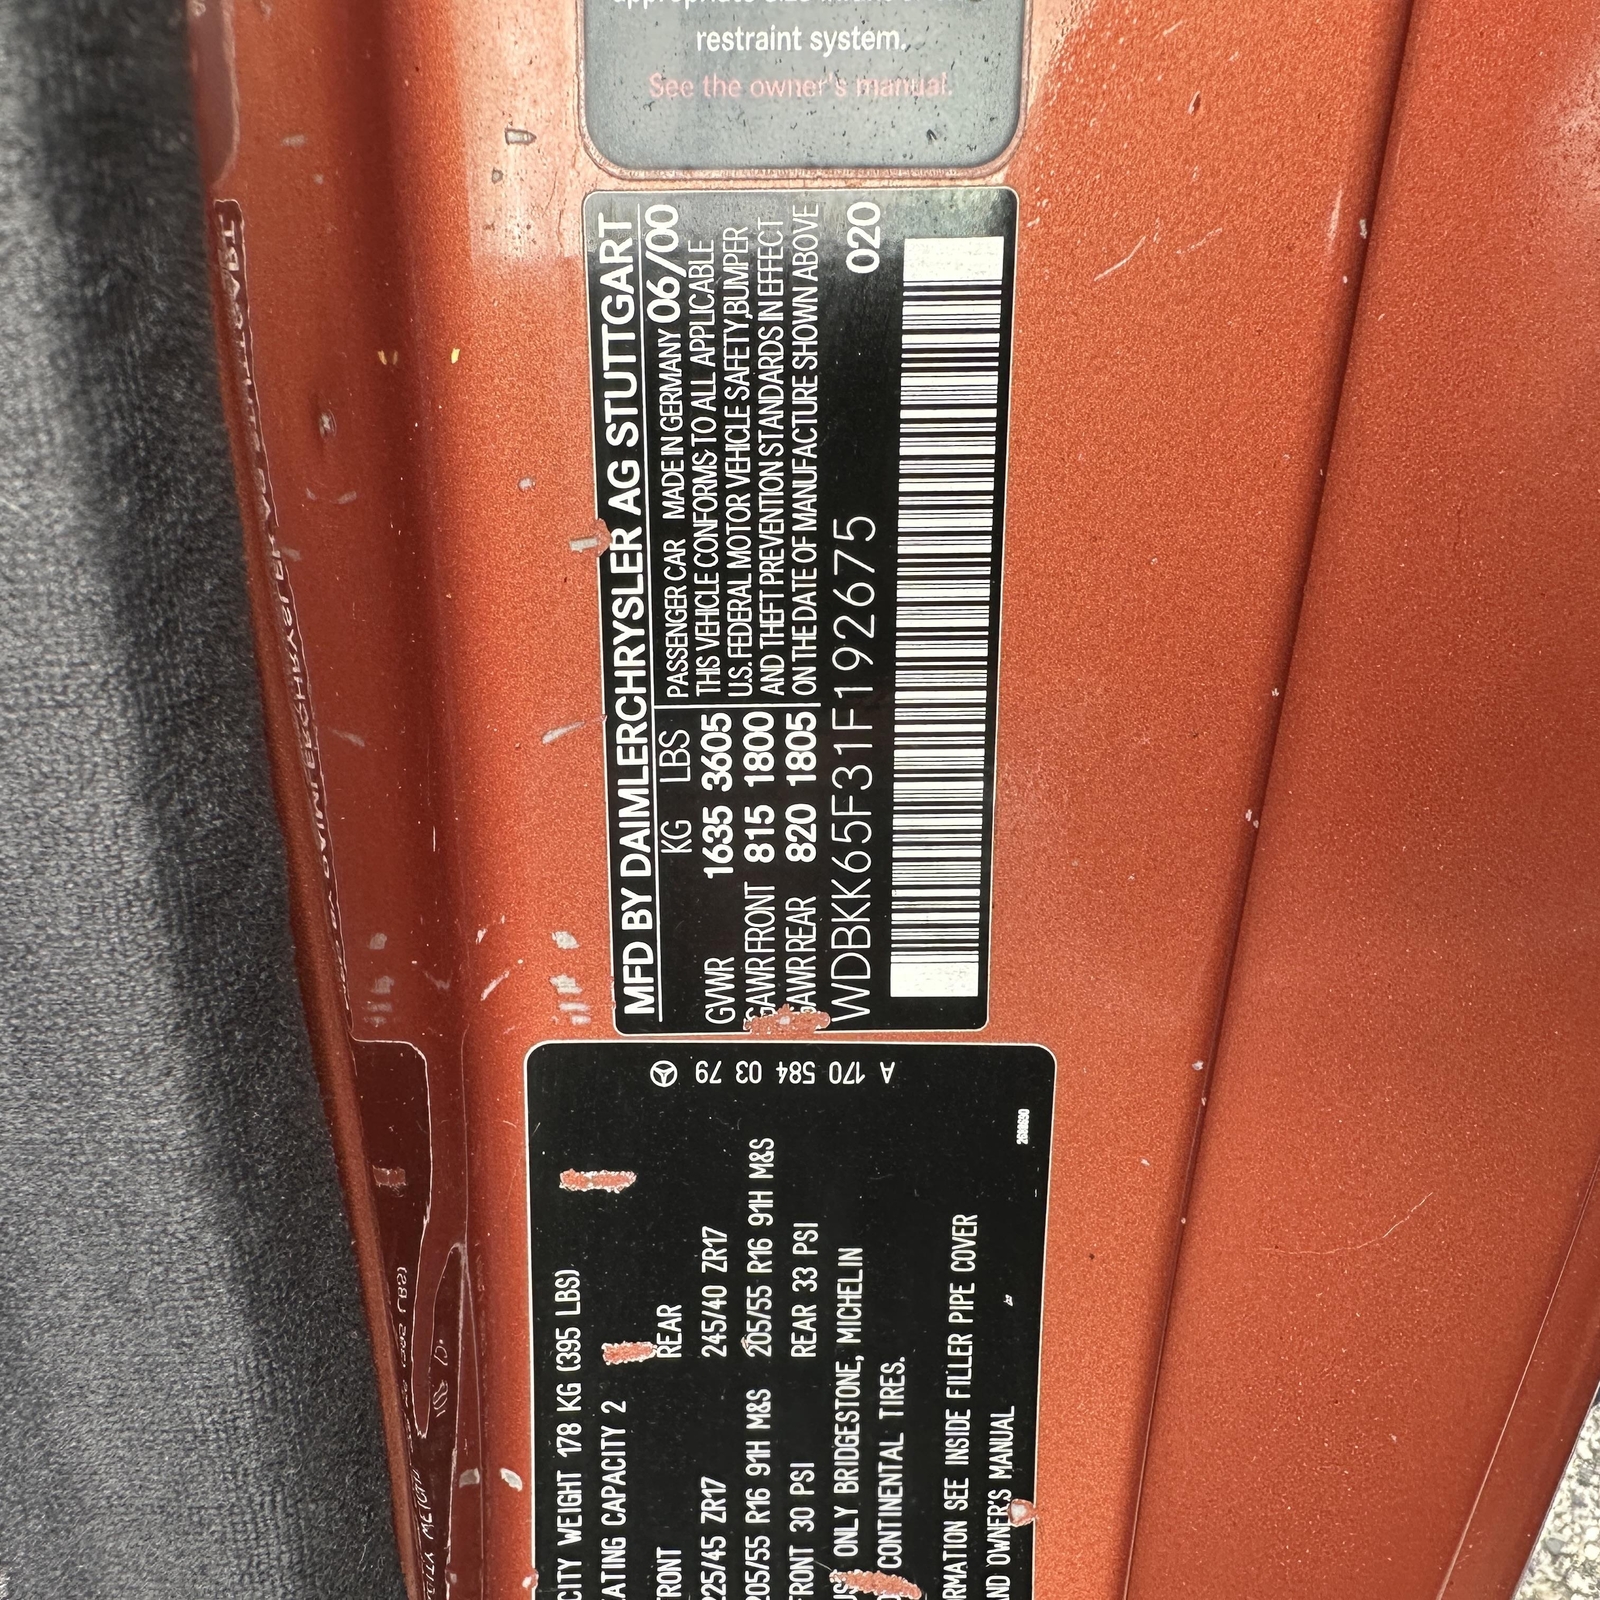 restraint system.
See the owner's manual.
MFD BY DAIMLERCHRYSLER AG STUTTGART
KG LBS
GVWR 1635 3605
GAWR FRONT 815 1800
GAWR REAR 820 1805
PASSENGER CAR MADE IN GERMANY 06/00
THIS VEHICLE CONFORMS TO ALL APPLICABLE
U.S. FEDERAL MOTOR VEHICLE SAFETY,BUMPER
AND THEFT PREVENTION STANDARDS IN EFFECT
ON THE DATE OF MANUFACTURE SHOWN ABOVE
WDBKK65F31F192675 020
A 170 584 03 79
CITY WEIGHT 178 KG (395 LBS)
EATING CAPACITY 2
FRONT REAR
225/45 ZR17 245/40 ZR17
205/55 R16 91H M&S 205/55 R16 91H M&S
FRONT 30 PSI REAR 33 PSI
ONLY BRIDGESTONE, MICHELIN
CONTINENTAL TIRES.
RMATION SEE INSIDE FILLER PIPE COVER
AND OWNER'S MANUAL